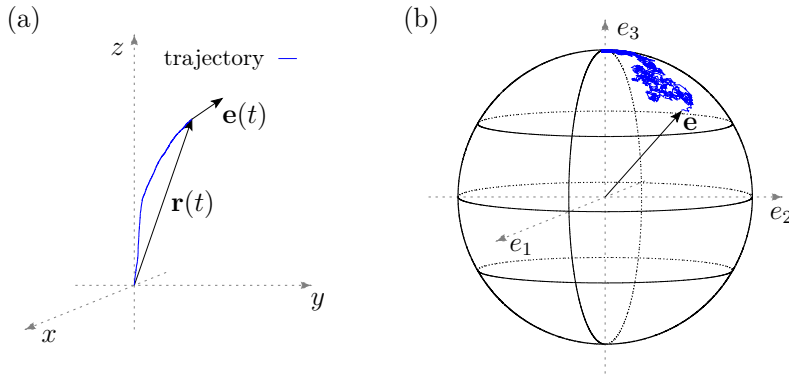 (a)
z
trajectory
e(t)
r(t)
y
x
(b)
e₃
e
e₂
e₁